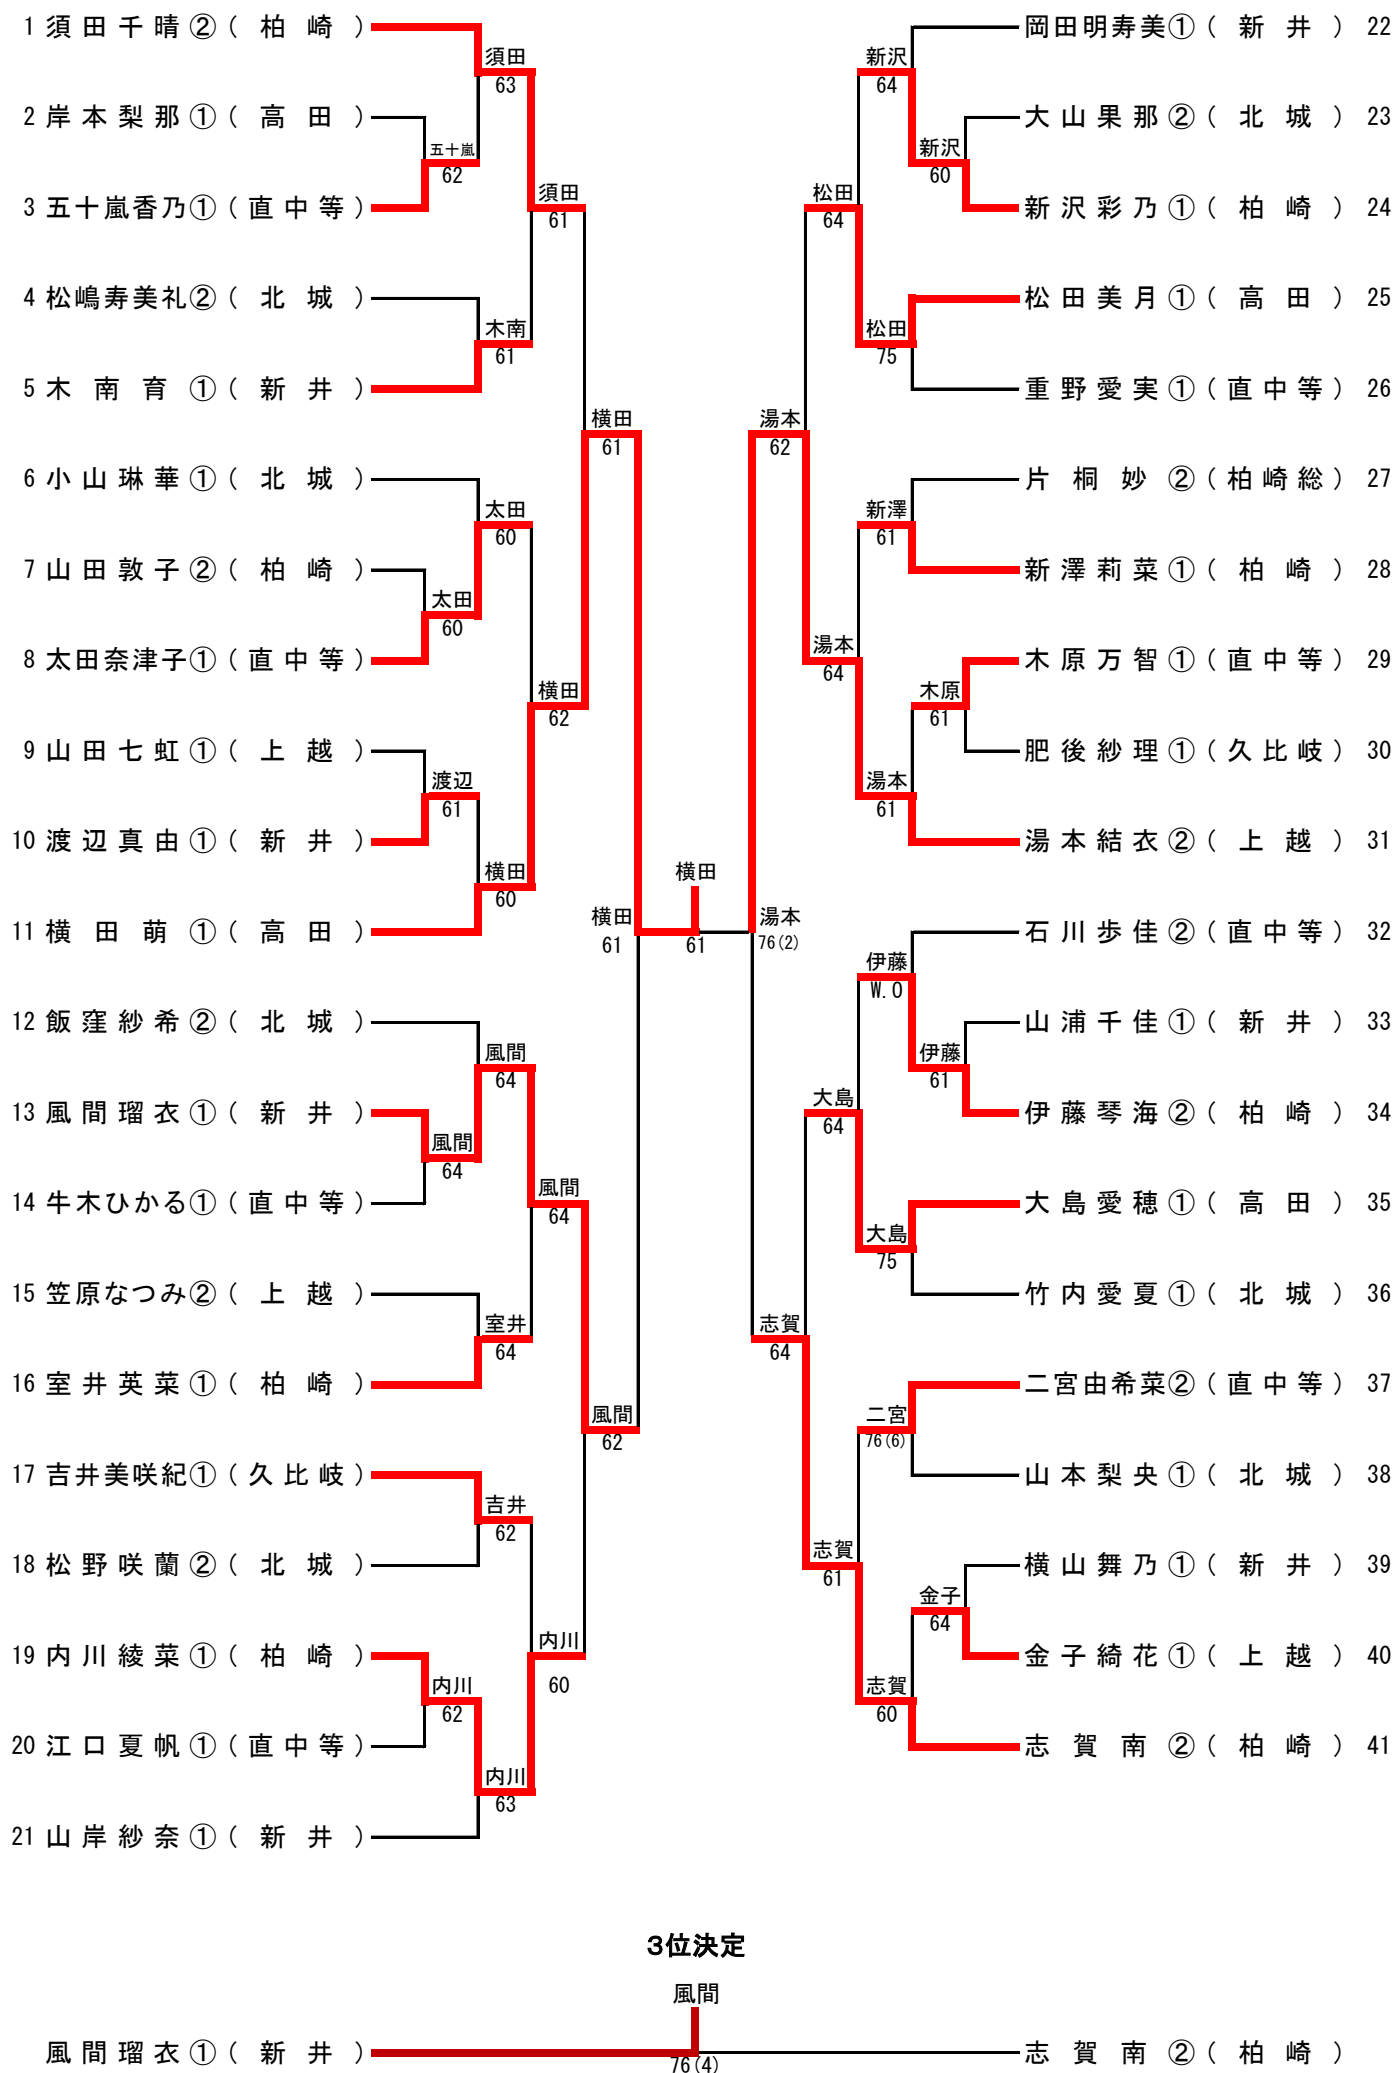 1 須田千晴②(柏崎)
2 岸本梨那①(高田)
3 五十嵐香乃①(直中等)
4 松嶋寿美礼②(北城)
5 木南育①(新井)
6 小山琳華①(北城)
7 山田敦子②(柏崎)
8 太田奈津子①(直中等)
9 山田七虹①(上越)
10 渡辺真由①(新井)
11 横田萌①(高田)
12 飯窪紗希②(北城)
13 風間瑠衣①(新井)
14 牛木ひかる①(直中等)
15 笠原なつみ②(上越)
16 室井英菜①(柏崎)
17 吉井美咲紀①(久比岐)
18 松野咲蘭②(北城)
19 内川綾菜①(柏崎)
20 江口夏帆①(直中等)
21 山岸紗奈①(新井)
五十嵐
62
太田
60
渡辺
61
風間
64
内川
62
須田
63
木南
61
太田
60
横田
60
風間
64
室井
64
吉井
62
内川
63
須田
61
横田
62
風間
64
内川
60
横田
61
風間
62
横田
61
横田
61
湯本
76(2)
湯本
62
志賀
64
松田
64
湯本
64
大島
64
志賀
61
新沢
64
松田
75
新澤
61
湯本
61
伊藤
W.O
大島
75
二宮
76(6)
志賀
60
新沢
60
木原
61
伊藤
61
金子
64
岡田明寿美①(新井) 22
大山果那②(北城) 23
新沢彩乃①(柏崎) 24
松田美月①(高田) 25
重野愛実①(直中等) 26
片桐妙②(柏崎総) 27
新澤莉菜①(柏崎) 28
木原万智①(直中等) 29
肥後紗理①(久比岐) 30
湯本結衣②(上越) 31
石川歩佳②(直中等) 32
山浦千佳①(新井) 33
伊藤琴海②(柏崎) 34
大島愛穂①(高田) 35
竹内愛夏①(北城) 36
二宮由希菜②(直中等) 37
山本梨央①(北城) 38
横山舞乃①(新井) 39
金子綺花①(上越) 40
志賀南②(柏崎) 41
3位決定
風間
風間瑠衣①(新井)
76(4)
志賀南②(柏崎)